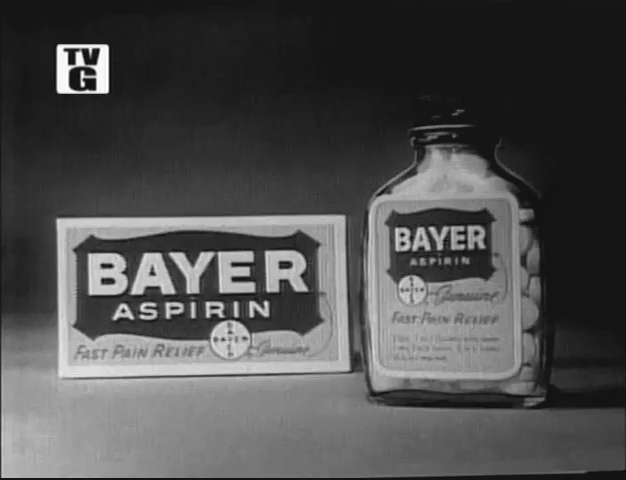 TV
G
BAYER
ASPIRIN
FAST PAIN RELIEF
BAYER
Genuine
BAYER
ASPIRIN
BAYER
Genuine
FAST PAIN RELIEF